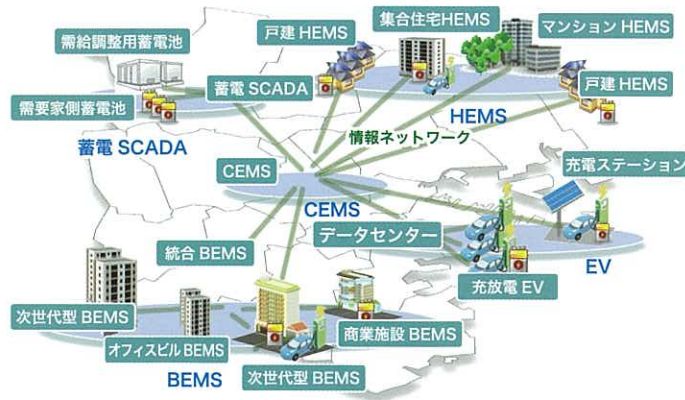 需給調整用蓄電池
戸建 HEMS
集合住宅HEMS
マンション HEMS
蓄電 SCADA
戸建 HEMS
需要家側蓄電池
HEMS
蓄電 SCADA
情報ネットワーク
CEMS
充電ステーション
CEMS
データセンター
統合 BEMS
EV
充放電 EV
次世代型 BEMS
オフィスビル BEMS
商業施設 BEMS
BEMS
次世代型 BEMS